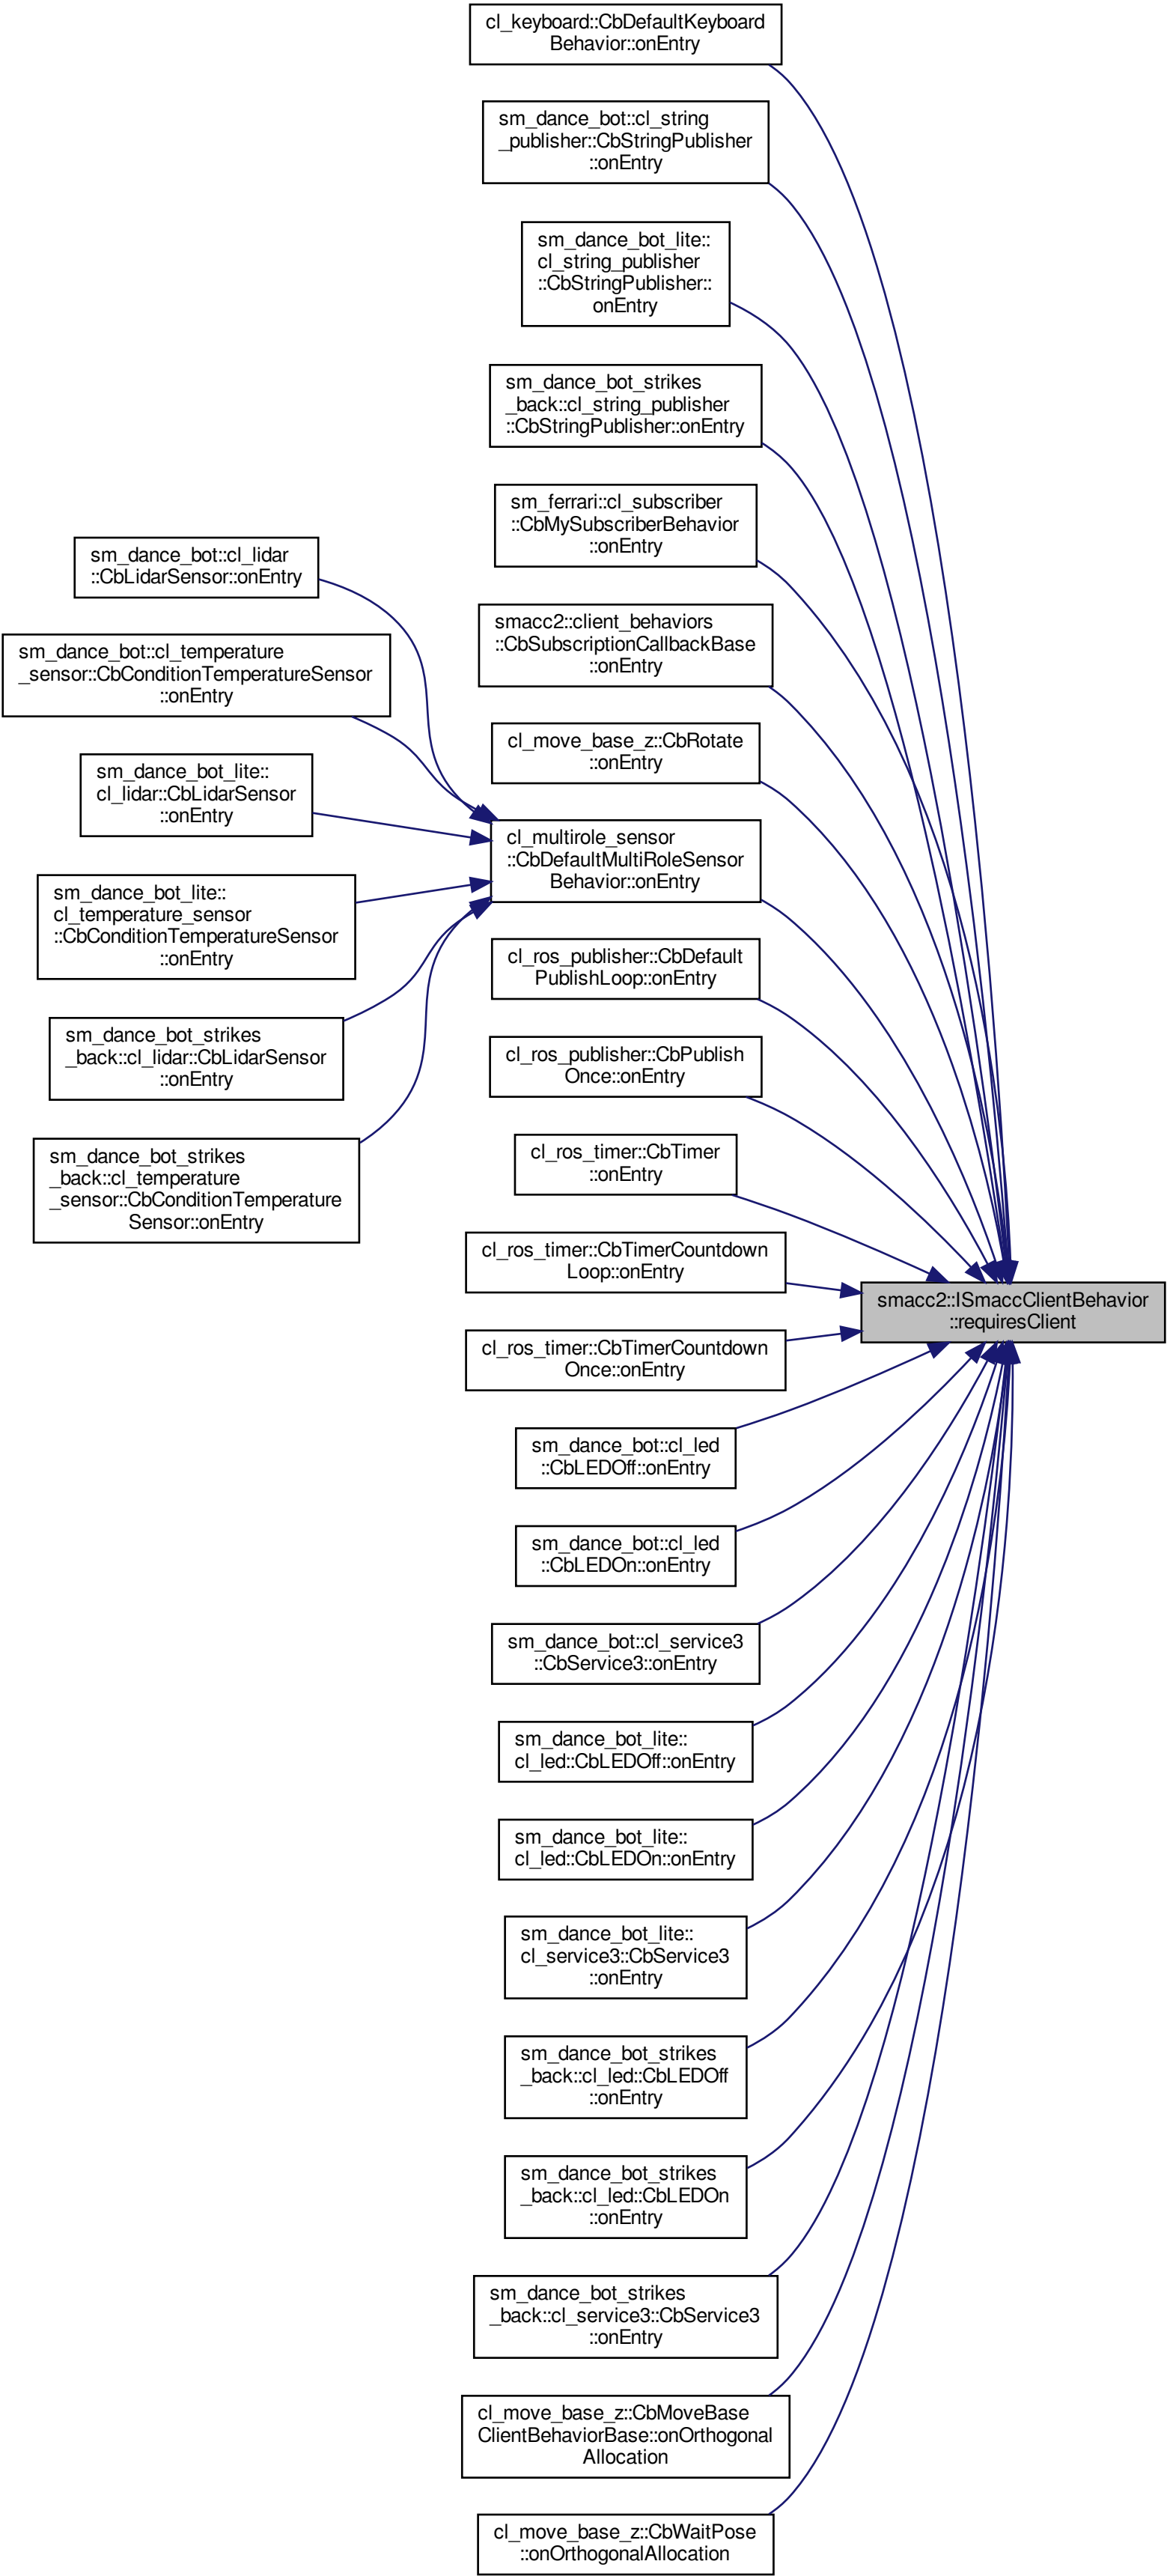 cl_keyboard::CbDefaultKeyboard
Behavior::onEntry
sm_dance_bot::cl_string
_publisher::CbStringPublisher
::onEntry
sm_dance_bot_lite::
cl_string_publisher
::CbStringPublisher::
onEntry
sm_dance_bot_strikes
_back::cl_string_publisher
::CbStringPublisher::onEntry
sm_ferrari::cl_subscriber
::CbMySubscriberBehavior
::onEntry
smacc2::client_behaviors
::CbSubscriptionCallbackBase
::onEntry
cl_move_base_z::CbRotate
::onEntry
cl_multirole_sensor
::CbDefaultMultiRoleSensor
Behavior::onEntry
sm_dance_bot::cl_lidar
::CbLidarSensor::onEntry
sm_dance_bot::cl_temperature
_sensor::CbConditionTemperatureSensor
::onEntry
sm_dance_bot_lite::
cl_lidar::CbLidarSensor
::onEntry
sm_dance_bot_lite::
cl_temperature_sensor
::CbConditionTemperatureSensor
::onEntry
sm_dance_bot_strikes
_back::cl_lidar::CbLidarSensor
::onEntry
sm_dance_bot_strikes
_back::cl_temperature
_sensor::CbConditionTemperature
Sensor::onEntry
cl_ros_publisher::CbDefault
PublishLoop::onEntry
cl_ros_publisher::CbPublish
Once::onEntry
cl_ros_timer::CbTimer
::onEntry
cl_ros_timer::CbTimerCountdown
Loop::onEntry
smacc2::ISmaccClientBehavior
::requiresClient
cl_ros_timer::CbTimerCountdown
Once::onEntry
sm_dance_bot::cl_led
::CbLEDOff::onEntry
sm_dance_bot::cl_led
::CbLEDOn::onEntry
sm_dance_bot::cl_service3
::CbService3::onEntry
sm_dance_bot_lite::
cl_led::CbLEDOff::onEntry
sm_dance_bot_lite::
cl_led::CbLEDOn::onEntry
sm_dance_bot_lite::
cl_service3::CbService3
::onEntry
sm_dance_bot_strikes
_back::cl_led::CbLEDOff
::onEntry
sm_dance_bot_strikes
_back::cl_led::CbLEDOn
::onEntry
sm_dance_bot_strikes
_back::cl_service3::CbService3
::onEntry
cl_move_base_z::CbMoveBase
ClientBehaviorBase::onOrthogonal
Allocation
cl_move_base_z::CbWaitPose
::onOrthogonalAllocation